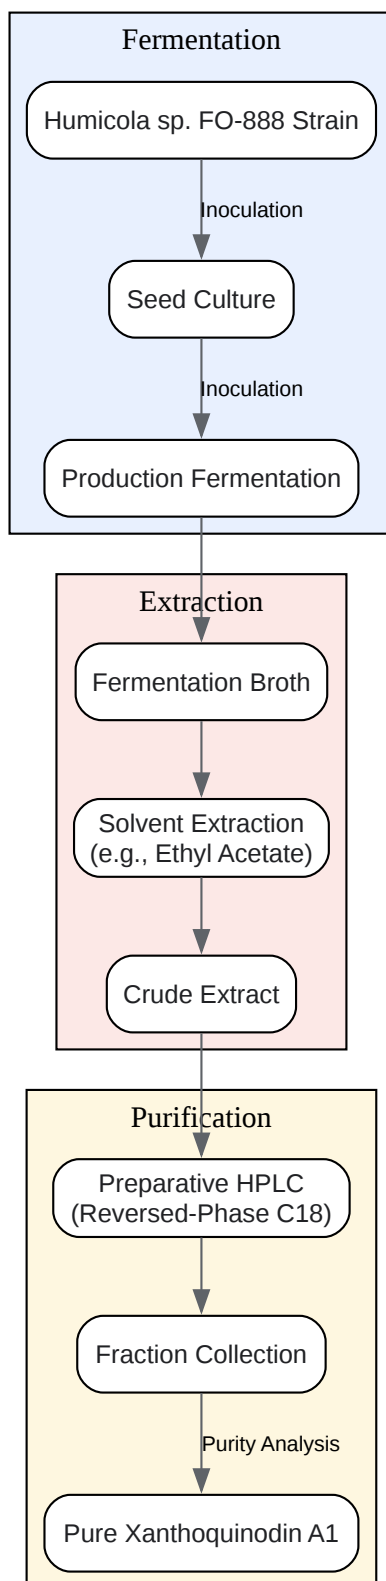 Fermentation
Humicola sp. FO-888 Strain
Inoculation
Seed Culture
Inoculation
Production Fermentation
Extraction
Fermentation Broth
Solvent Extraction
(e.g., Ethyl Acetate)
Crude Extract
Purification
Preparative HPLC
(Reversed-Phase C18)
Fraction Collection
Purity Analysis
Pure Xanthoquinodin A1